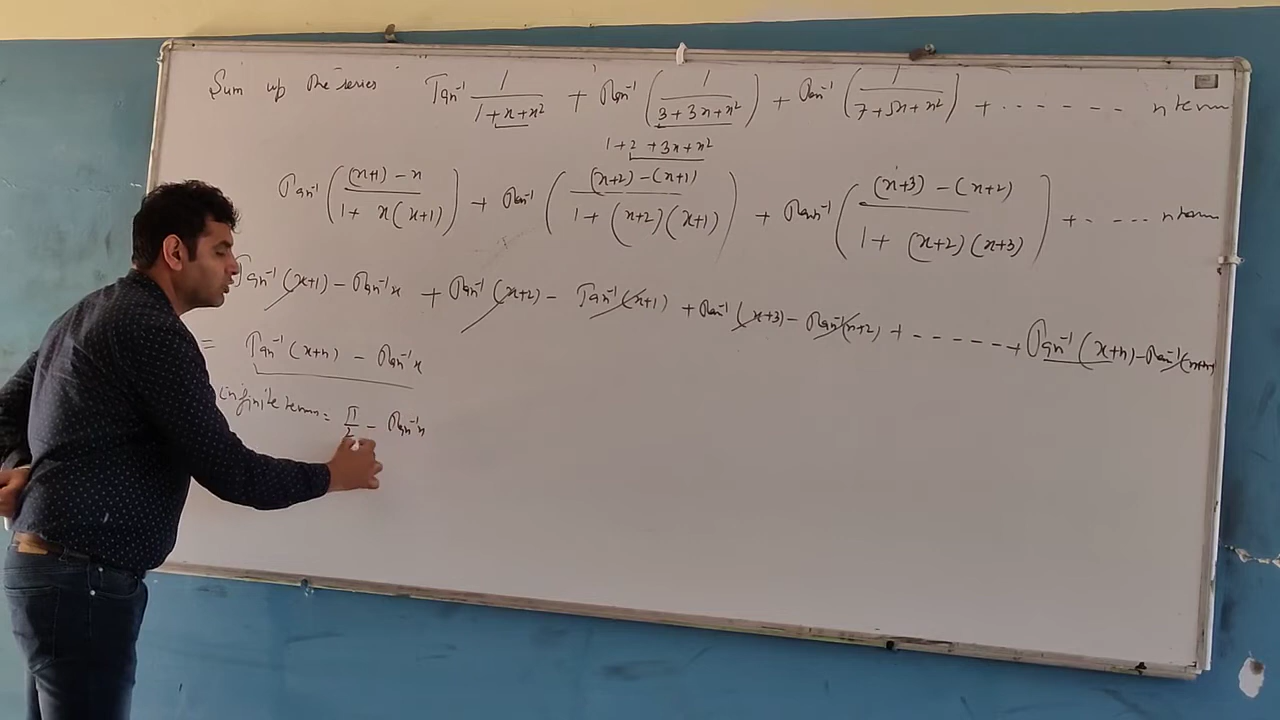 Sum up the series Tan⁻¹ 1/(1+x+x²) + Tan⁻¹ (1/(3+3x+x²)) + Tan⁻¹ (1/(7+5x+x²)) + ....... n term
1+2+3x+x²
Tan⁻¹ (((x+1)-x)/(1+ x(x+1))) + Tan⁻¹ (((x+2)-(x+1))/(1+(x+2)(x+1))) + Tan⁻¹ (((x+3)-(x+2))/(1+(x+2)(x+3))) + ..... n term
Tan⁻¹(x+1) - Tan⁻¹x + Tan⁻¹(x+2) - Tan⁻¹(x+1) + Tan⁻¹(x+3) - Tan⁻¹(x+2) + ------ + Tan⁻¹(x+n) - Tan⁻¹
= Tan⁻¹(x+n) - Tan⁻¹x
infinite term = π/2 - Tan⁻¹x